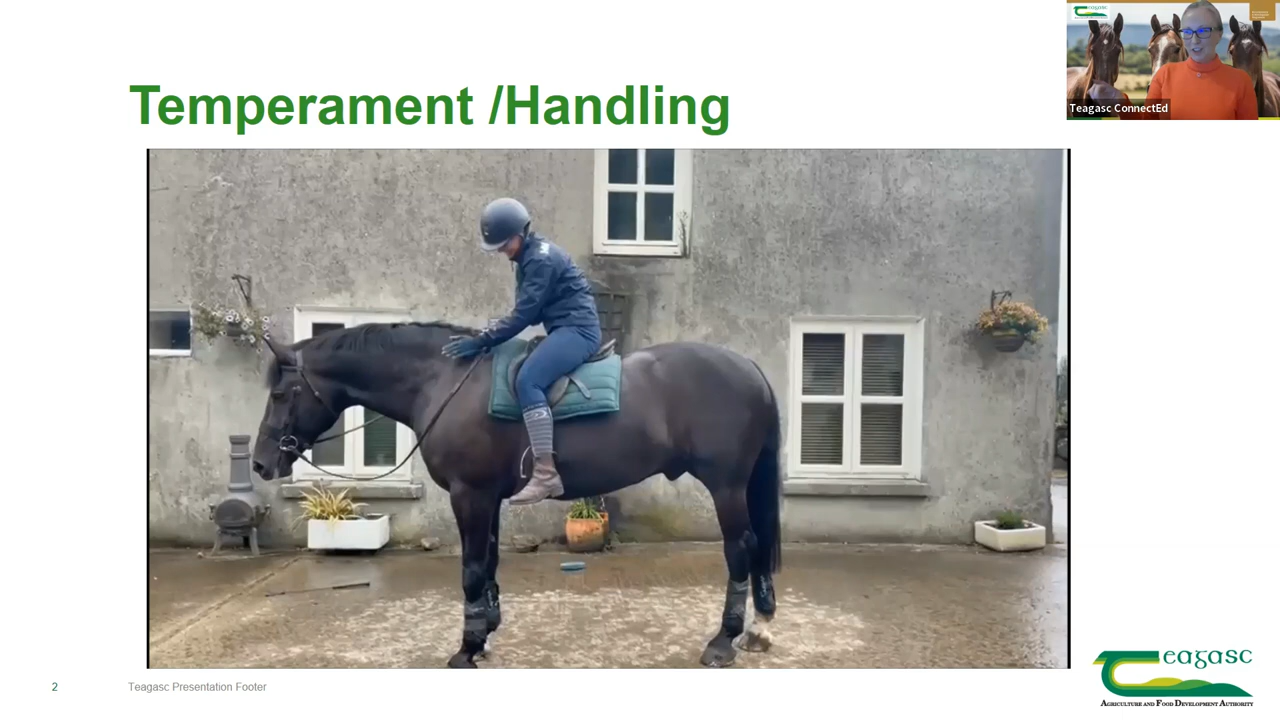 Temperament /Handling
Teagasc ConnectEd
2
Teagasc Presentation Footer
Teagasc
AGRICULTURE AND FOOD DEVELOPMENT AUTHORITY